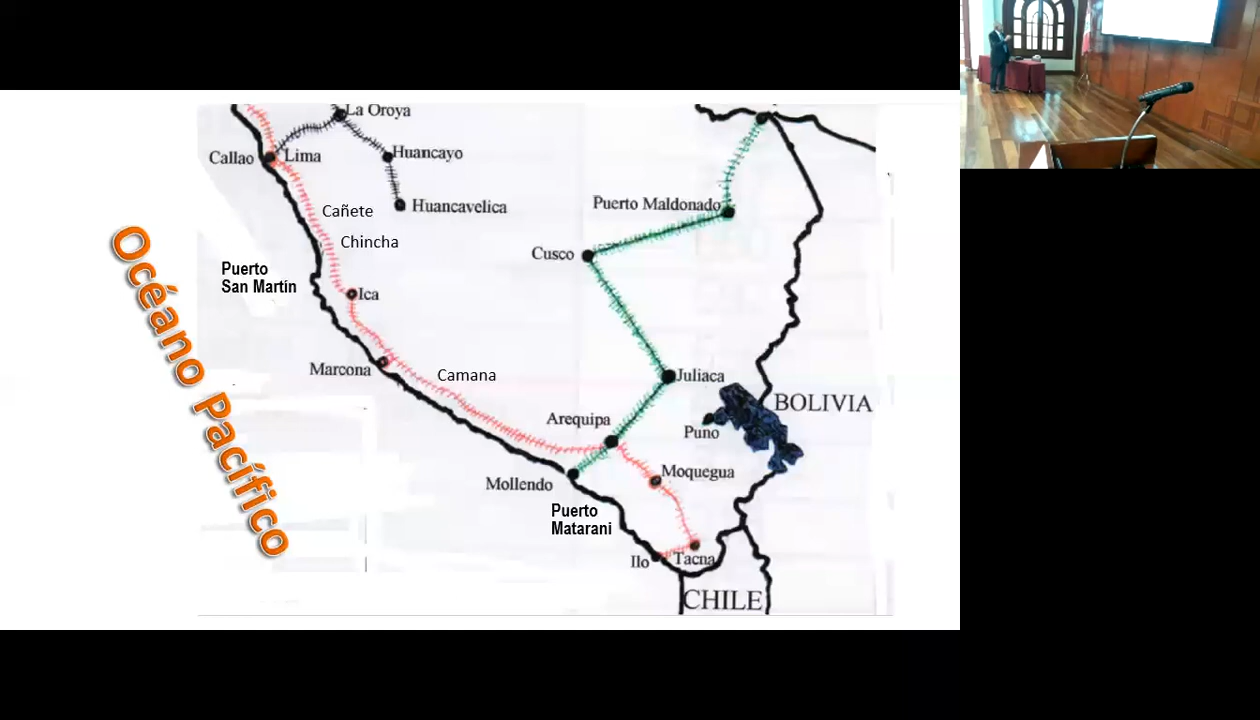 La Oroya
Callao
Lima
Huancayo
Huancavelica
Puerto Maldonado
Cañete
Chincha
Cusco
Puerto
San Martín
Ica
Océano Pacífico
Marcona
Camana
Juliaca
BOLIVIA
Arequipa
Puno
Moquegua
Mollendo
Puerto
Matarani
Ilo
Tacna
CHILE